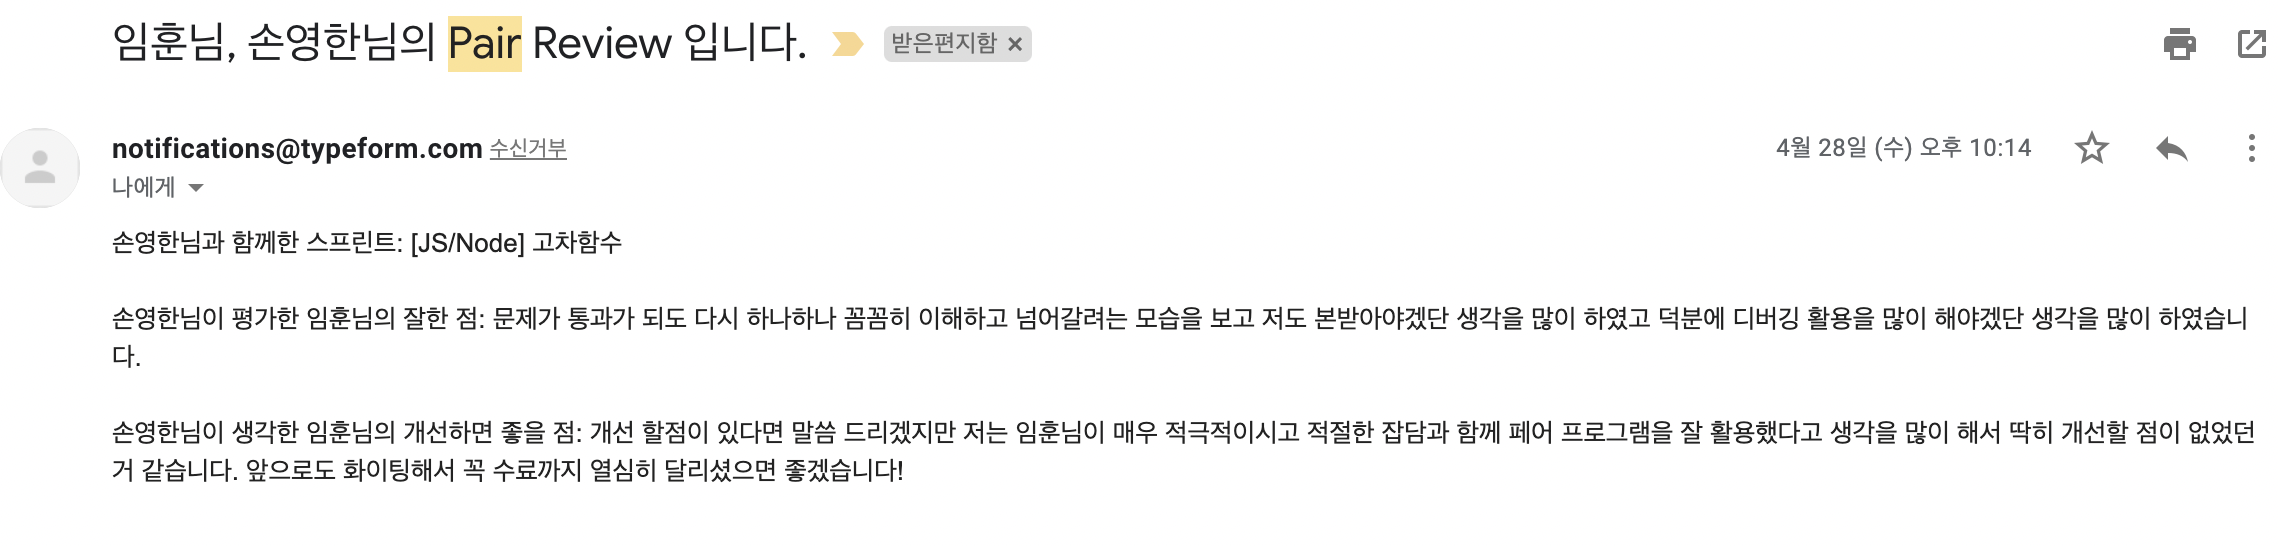 임훈님, 손영한님의 Pair Review 입니다. 받은편지함 ×
notifications@typeform.com 수신거부 4월 28일 (수) 오후 10:14
나에게
손영한님과 함께한 스프린트: [JS/Node] 고차함수
손영한님이 평가한 임훈님의 잘한 점: 문제가 통과가 되도 다시 하나하나 꼼꼼히 이해하고 넘어갈려는 모습을 보고 저도 본받아야겠단 생각을 많이 하였고 덕분에 디버깅 활용을 많이 해야겠단 생각을 많이 하였습니
다.
손영한님이 생각한 임훈님의 개선하면 좋을 점: 개선 할점이 있다면 말씀 드리겠지만 저는 임훈님이 매우 적극적이시고 적절한 잡담과 함께 페어 프로그램을 잘 활용했다고 생각을 많이 해서 딱히 개선할 점이 없었던
거 같습니다. 앞으로도 화이팅해서 꼭 수료까지 열심히 달리셨으면 좋겠습니다!